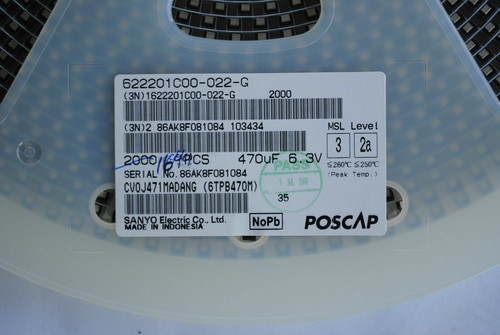 622201C00-022-G
(3N)1622201C00-022-G 2000
(3N)2 86AK8F081084 103434
MSL Level
3 2a
≤260℃ ≤250℃
(Peak Temp.)
2000 PCS 470uF 6.3V
SERIAL No.86AK8F081084
CV0J471MADANG (6TPB470M)
35
SANYO Electric Co., Ltd.
MADE IN INDONESIA
NoPb
POSCAP